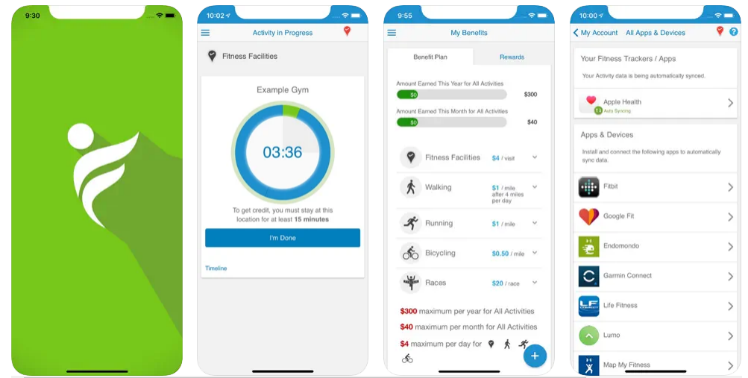 9:30
10:02
Activity in Progress
Fitness Facilities
Example Gym
03:36
To get credit, you must stay at this
location for at least 15 minutes
I'm Done
Timeline
9:55
My Benefits
Benefit Plan
Rewards
Amount Earned This Year for All Activities
$0
$300
Amount Earned This Month for All Activities
$0
$40
Fitness Facilities
$4 / visit
Walking
$1 / mile
after 4 miles
per day
Running
$1 / mile
Bicycling
$0.50 / mile
Races
$20 / race
$300 maximum per year for All Activities
$40 maximum per month for All Activities
$4 maximum per day for
+
10:00
My Account
All Apps & Devices
?
Your Fitness Trackers / Apps
Your Activity data is being automatically synced.
Apple Health
Auto Syncing
Apps & Devices
Install and connect the following apps to automatically
sync data.
Fitbit
Google Fit
Endomondo
Garmin Connect
LF
Life Fitness
Lumo
Map My Fitness